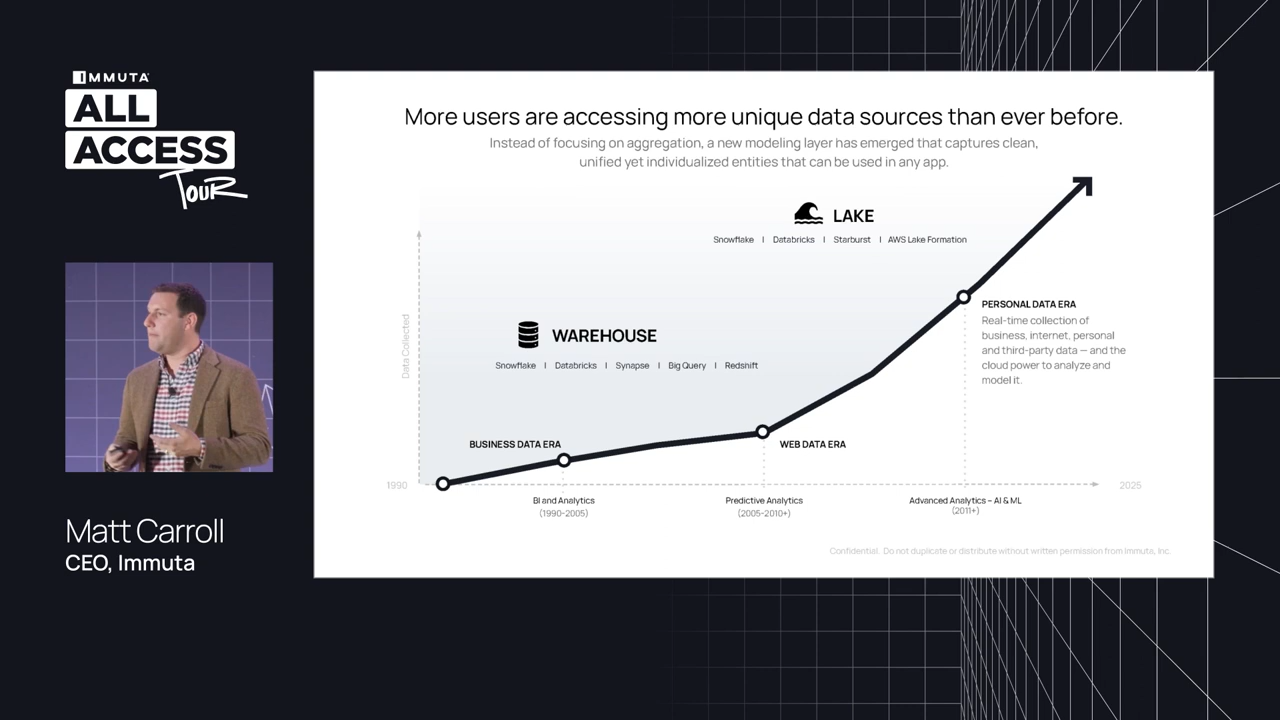 IMMUTA
ALL
ACCESS
TOUR
Matt Carroll
CEO, Immuta
More users are accessing more unique data sources than ever before.
Instead of focusing on aggregation, a new modeling layer has emerged that captures clean,
unified yet individualized entities that can be used in any app.
LAKE
Snowflake | Databricks | Starburst | AWS Lake Formation
Data Collected
WAREHOUSE
Snowflake | Databricks | Synapse | Big Query | Redshift
PERSONAL DATA ERA
Real-time collection of
business, internet, personal
and third-party data — and the
cloud power to analyze and
model it.
BUSINESS DATA ERA
WEB DATA ERA
1990
2025
BI and Analytics
(1990-2005)
Predictive Analytics
(2005-2010+)
Advanced Analytics – AI & ML
(2011+)
Confidential. Do not duplicate or distribute without written permission from Immuta, Inc.